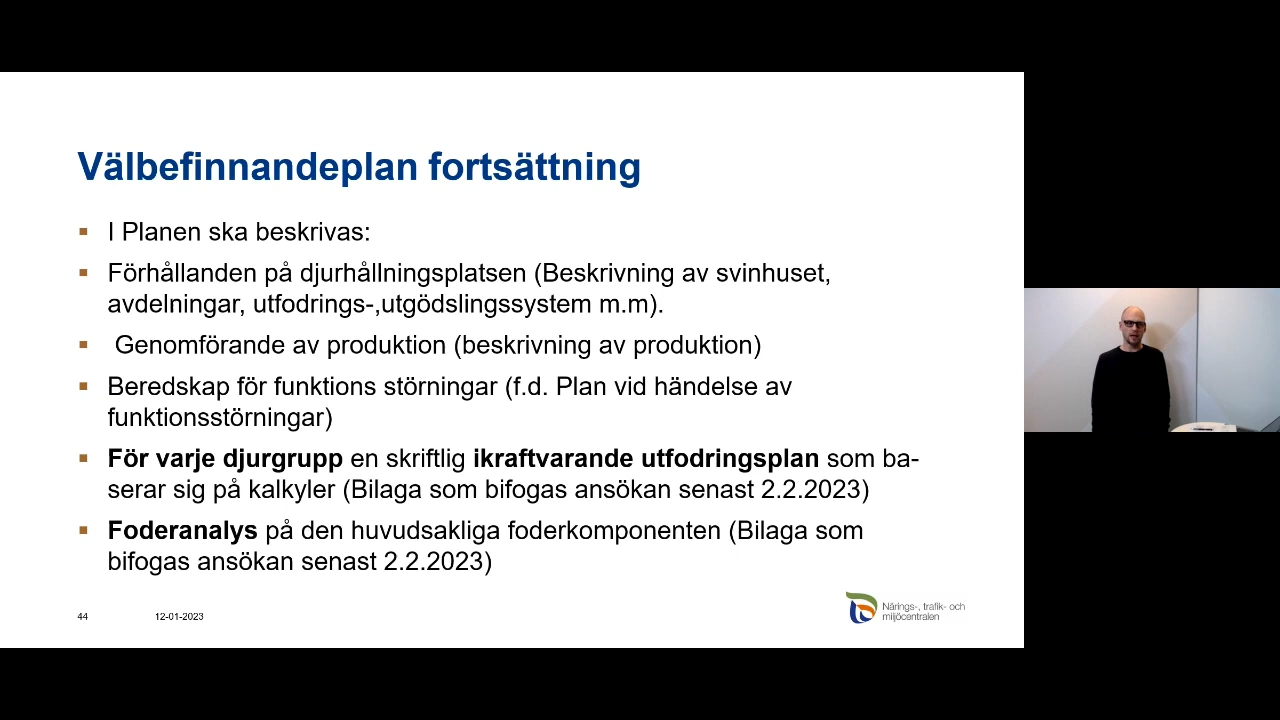 Välbefinnandeplan fortsättning
▪ I Planen ska beskrivas:
▪ Förhållanden på djurhållningsplatsen (Beskrivning av svinhuset,
avdelningar, utfodrings-,utgödslingssystem m.m).
▪ Genomförande av produktion (beskrivning av produktion)
▪ Beredskap för funktions störningar (f.d. Plan vid händelse av
funktionsstörningar)
▪ För varje djurgrupp en skriftlig ikraftvarande utfodringsplan som ba-
serar sig på kalkyler (Bilaga som bifogas ansökan senast 2.2.2023)
▪ Foderanalys på den huvudsakliga foderkomponenten (Bilaga som
bifogas ansökan senast 2.2.2023)
44 12-01-2023
Närings-, trafik- och
miljöcentralen